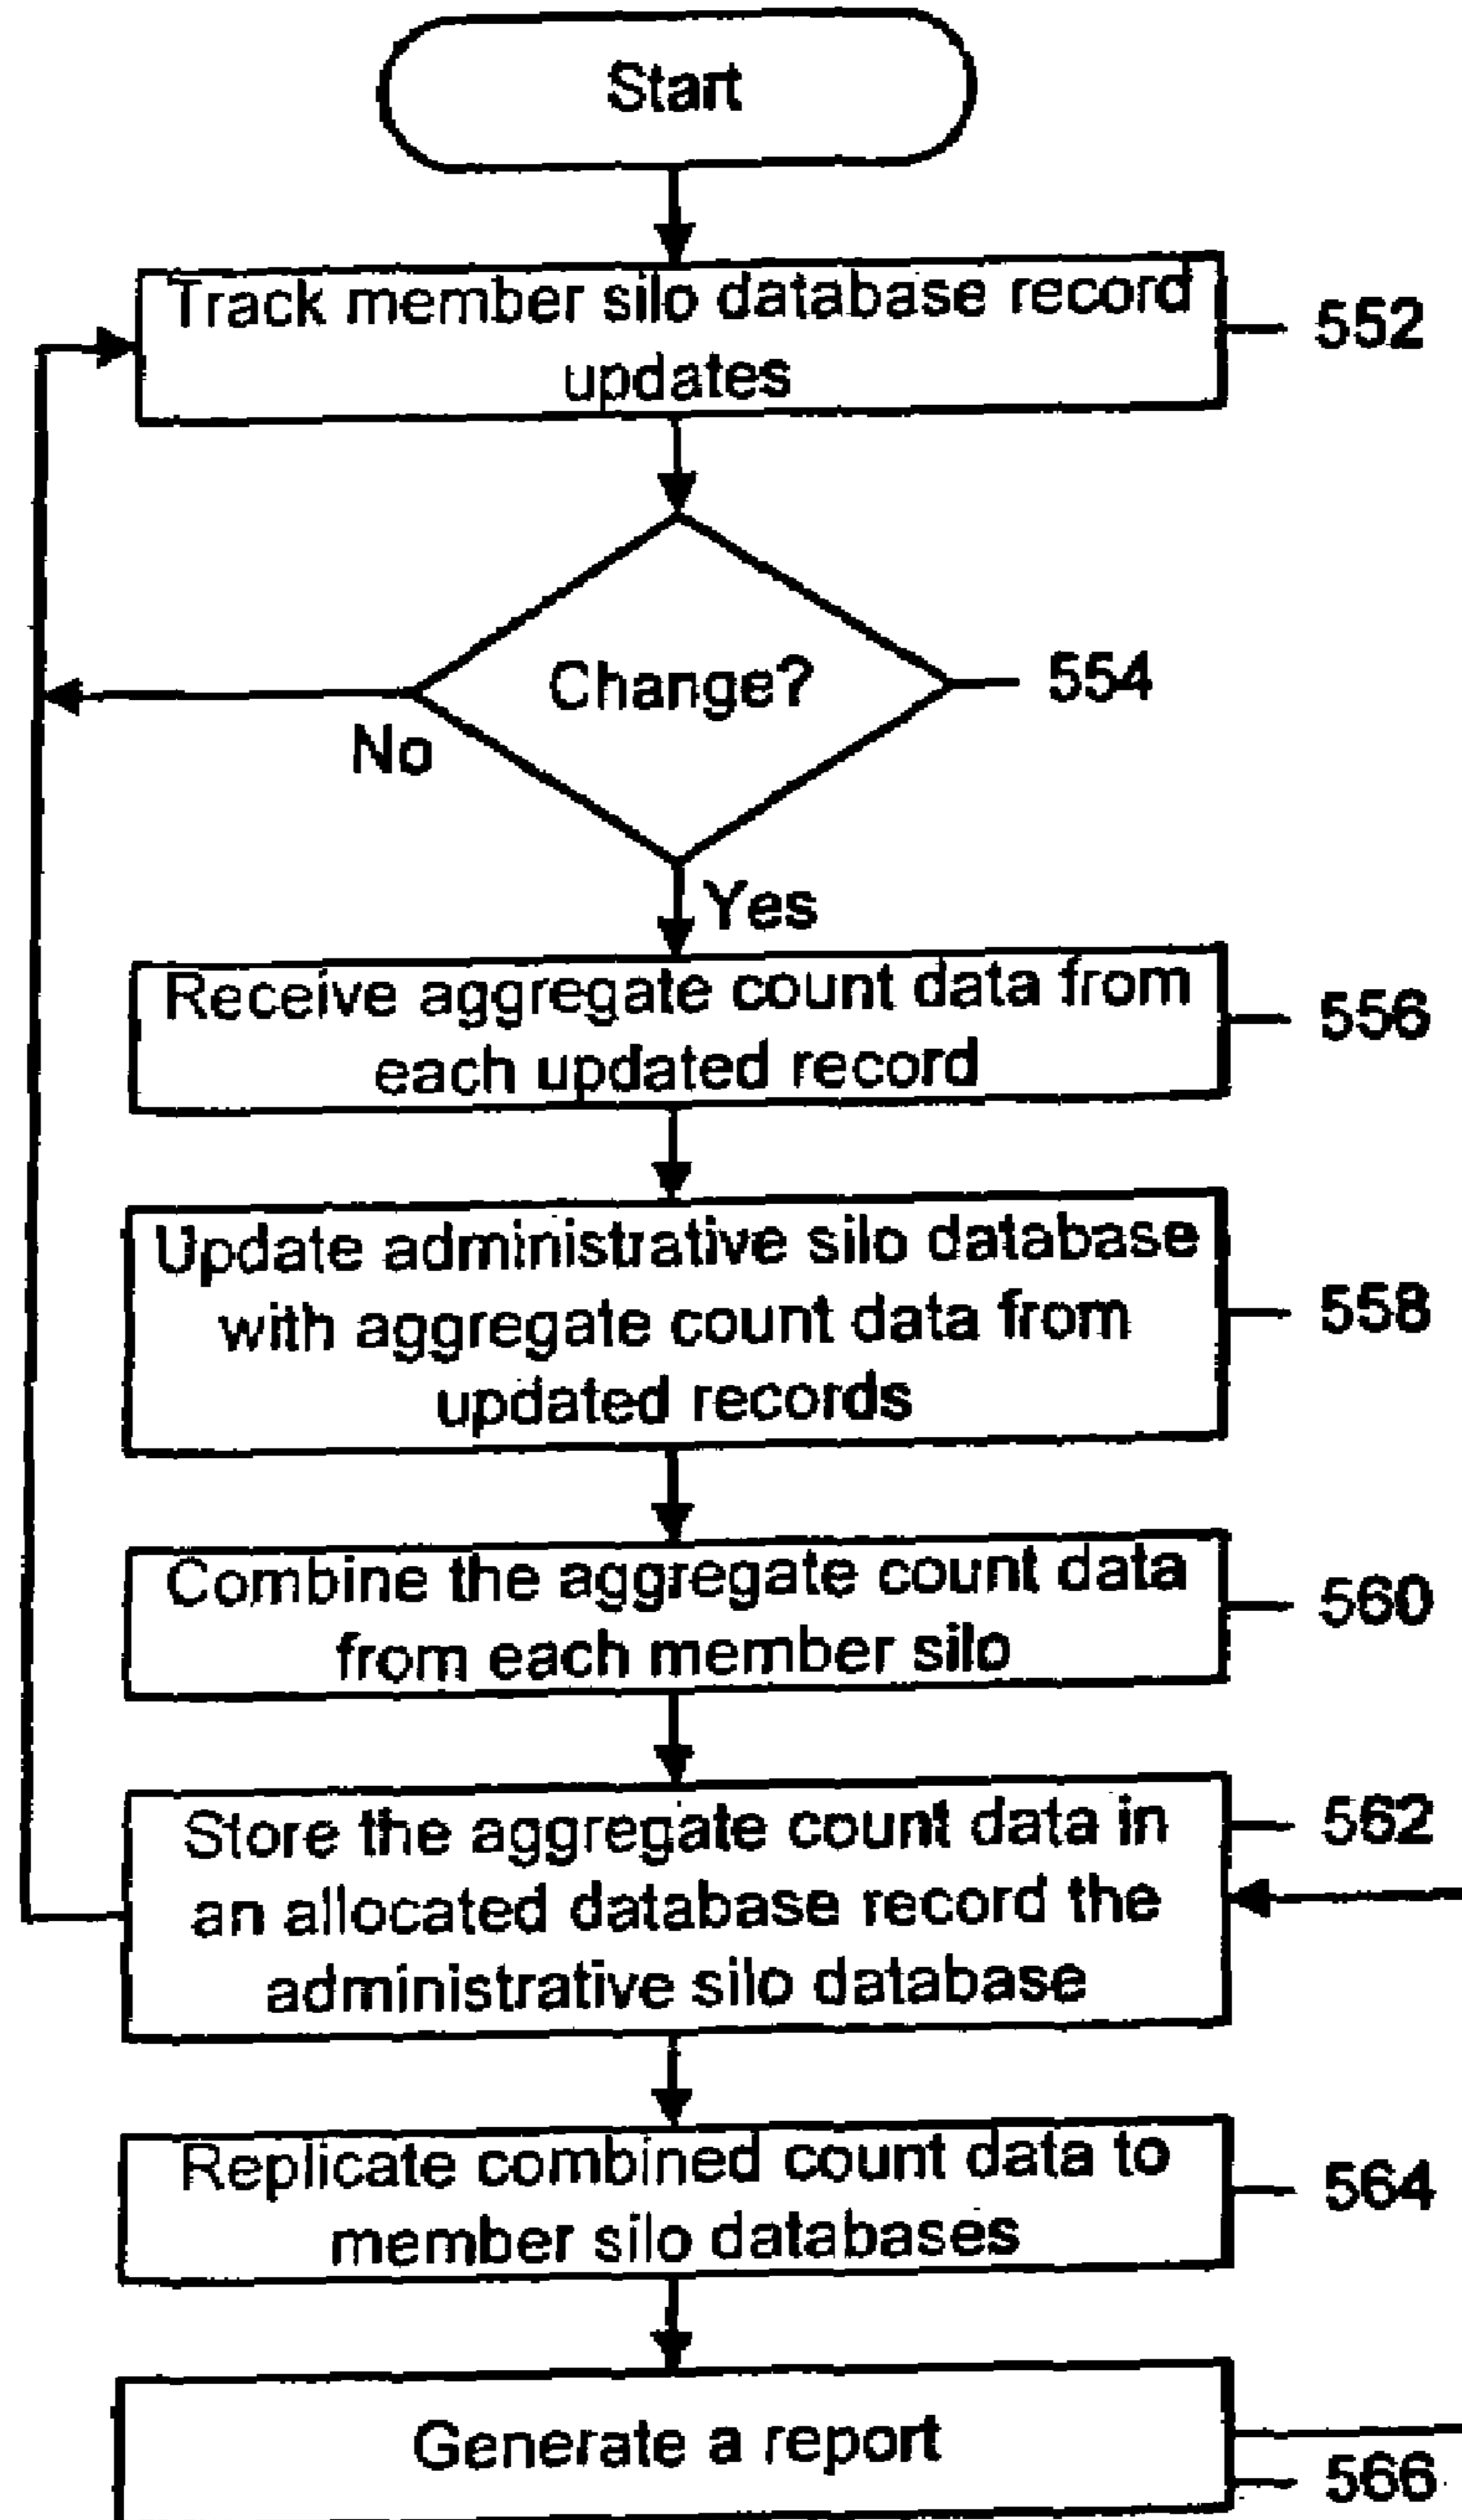 Start
Track member silo database record
updates
552
Change?
554
No
Yes
Receive aggregate count data from
each updated record
556
Update administrative silo database
with aggregate count data from
updated records
558
Combine the aggregate count data
from each member silo
560
Store the aggregate count data in
an allocated database record the
administrative silo database
562
Replicate combined count data to
member silo databases
564
Generate a report
566